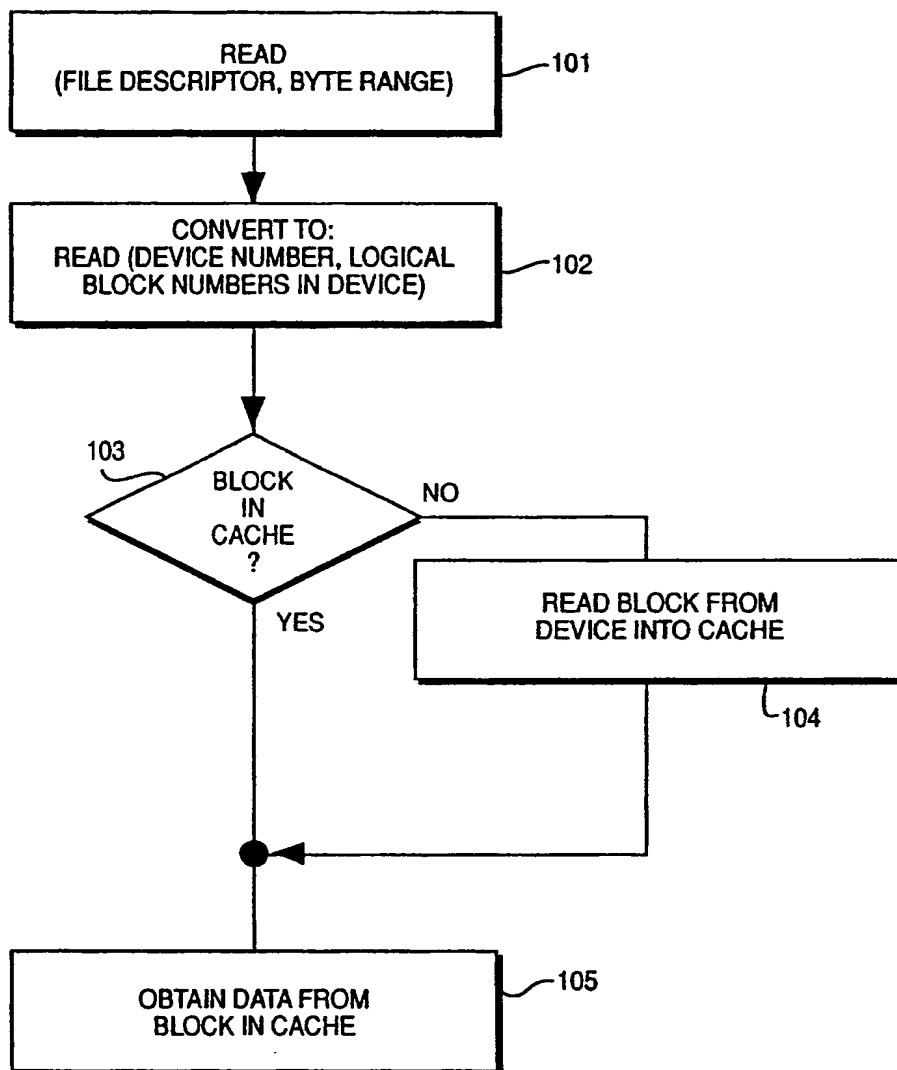 READ
(FILE DESCRIPTOR, BYTE RANGE)
101
CONVERT TO:
READ (DEVICE NUMBER, LOGICAL
BLOCK NUMBERS IN DEVICE)
102
103
BLOCK
IN
CACHE
?
NO
YES
READ BLOCK FROM
DEVICE INTO CACHE
104
OBTAIN DATA FROM
BLOCK IN CACHE
105